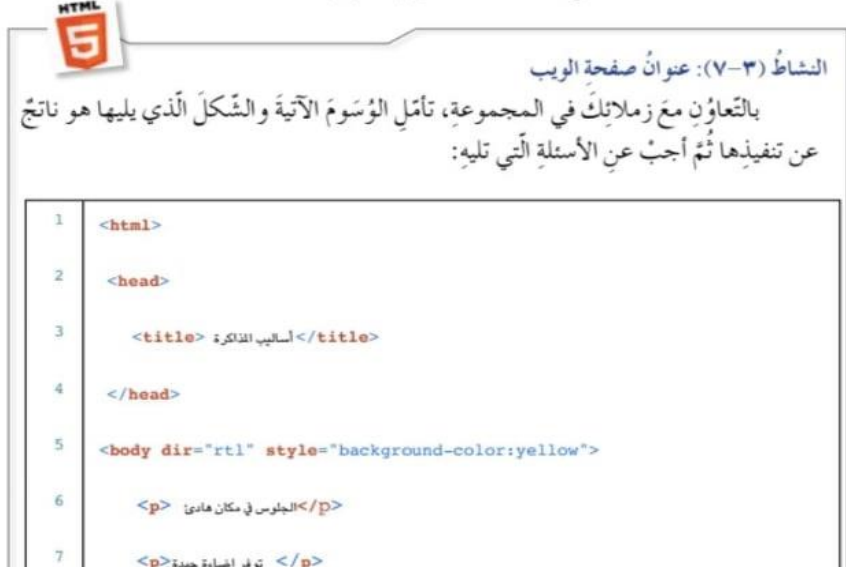 HTML
5
النشاطُ (٣-٧): عنوانُ صفحةِ الويب
بالتّعاوُنِ معَ زملائِكَ في المجموعةِ، تأمّلِ الوُسَومَ الآتيةَ والشّكلَ الّذي يليها هو ناتجٌ
عن تنفيذِها ثُمَّ أجبْ عنِ الأسئلةِ الّتي تليهِ:
1 <html>
2 <head>
3 <title> أساليب المذاكرة</title>
4 </head>
5 <body dir="rtl" style="background-color:yellow">
6 <p> الجلوس في مكان هادئ</p>
7 <p>توفر اضاءة جيدة </p>